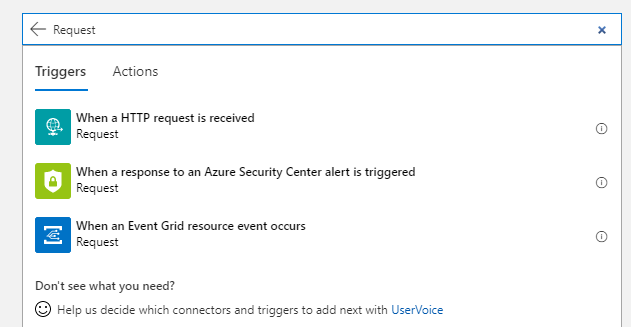 Request
Triggers Actions
When a HTTP request is received
Request
When a response to an Azure Security Center alert is triggered
Request
When an Event Grid resource event occurs
Request
Don't see what you need?
Help us decide which connectors and triggers to add next with UserVoice